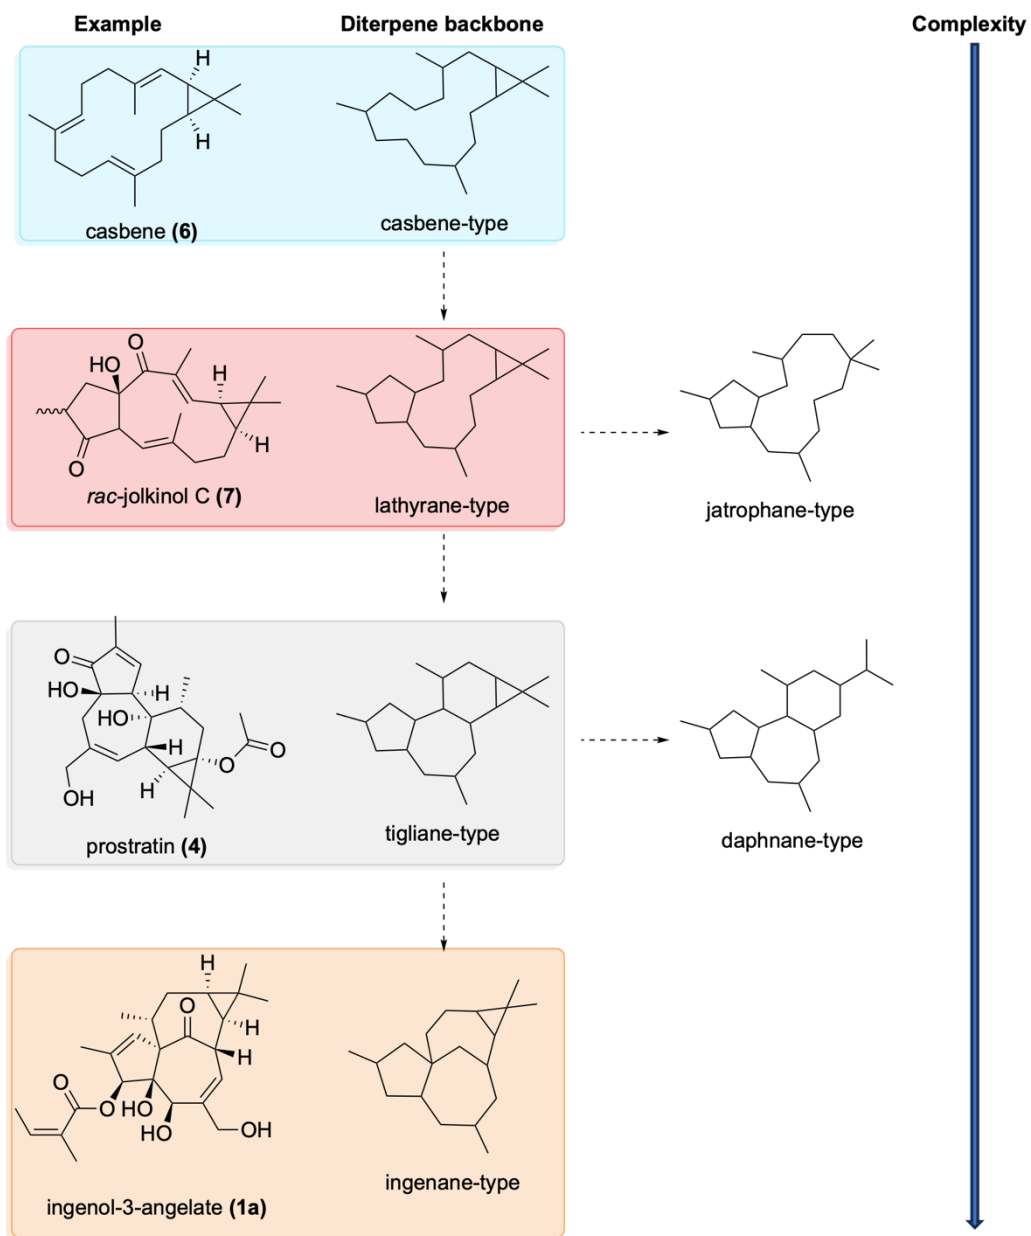 Example Diterpene backbone Complexity
H
H
casbene (6)
casbene-type
O
HO
H
H
O
rac-jolkinol C (7)
lathyrane-type
jatrophane-type
O
HO
H
HO
H
O
O
H
OH
prostratin (4)
tigliane-type
daphnane-type
H
O
H
H
O
O
HO
HO
OH
ingenol-3-angelate (1a)
ingenane-type